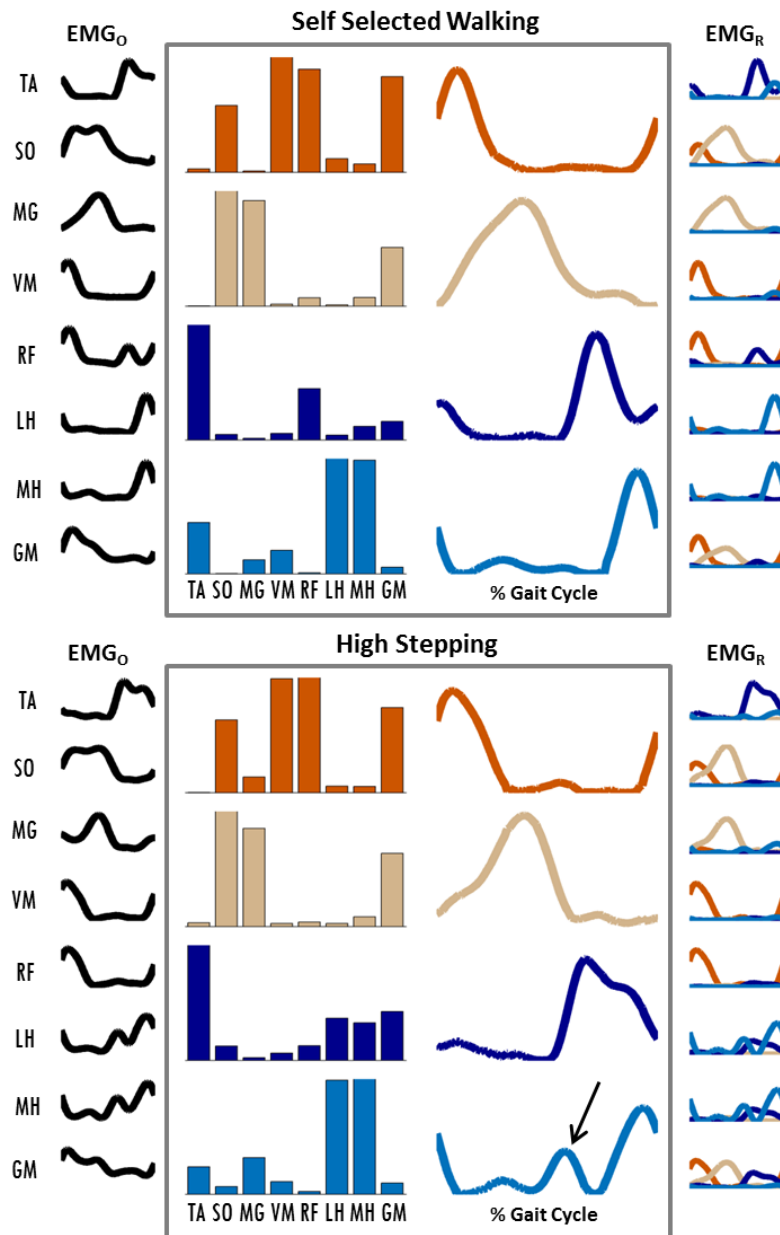 Self Selected Walking
EMGO
EMGR
TA
SO
MG
VM
RF
LH
MH
GM
TA SO MG VM RF LH MH GM
% Gait Cycle
High Stepping
EMGO
EMGR
TA
SO
MG
VM
RF
LH
MH
GM
TA SO MG VM RF LH MH GM
% Gait Cycle